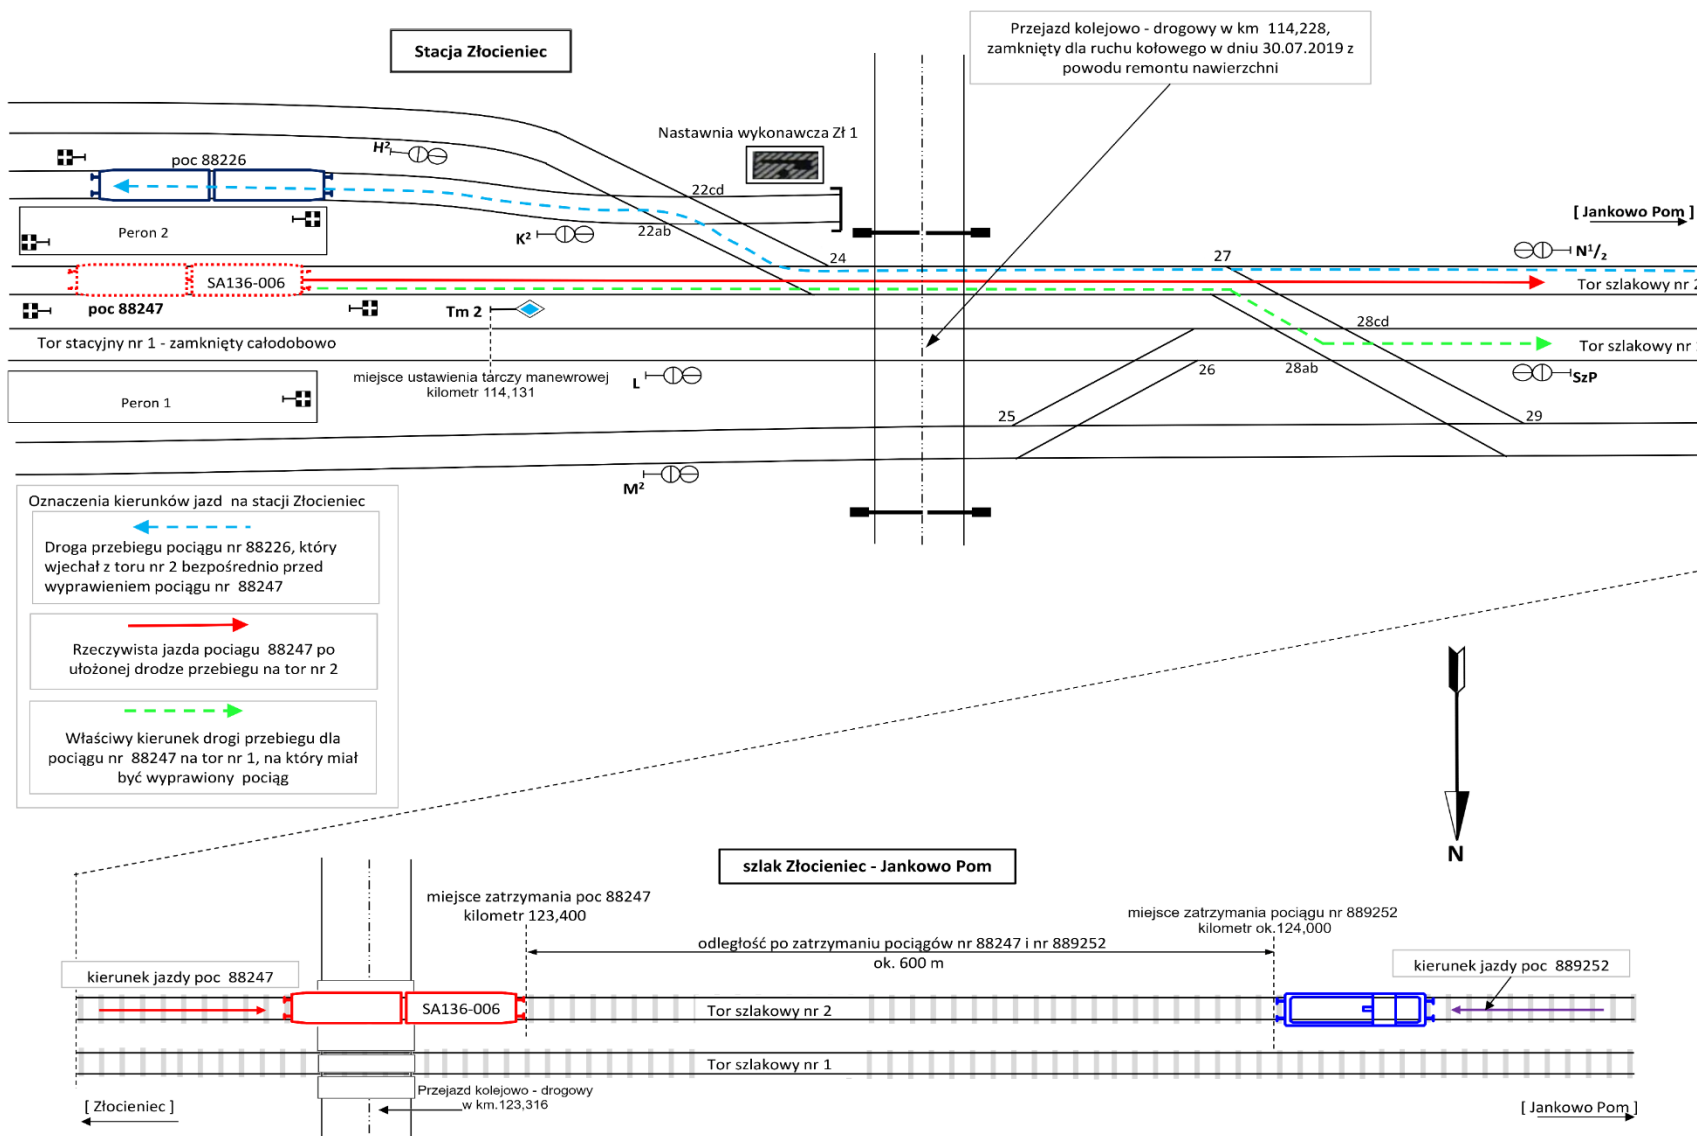 Stacja Złocieniec
Przejazd kolejowo - drogowy w km 114,228,
zamknięty dla ruchu kołowego w dniu 30.07.2019 z
powodu remontu nawierzchni
Nastawnia wykonawcza Zł 1
H²
poc 88226
22cd
[ Jankowo Pom ]
Peron 2
K²
22ab
24
27
N¹/₂
SA136-006
Tor szlakowy nr 2
poc 88247
Tm 2
28cd
Tor stacyjny nr 1 - zamknięty całodobowo
Tor szlakowy nr
miejsce ustawienia tarczy manewrowej
kilometr 114,131
L
26
28ab
SzP
Peron 1
25
29
M²
Oznaczenia kierunków jazd na stacji Złocieniec
Droga przebiegu pociągu nr 88226, który
wjechał z toru nr 2 bezpośrednio przed
wyprawieniem pociągu nr 88247
Rzeczywista jazda pociagu 88247 po
ułożonej drodze przebiegu na tor nr 2
Właściwy kierunek drogi przebiegu dla
pociągu nr 88247 na tor nr 1, na który miał
być wyprawiony pociąg
N
szlak Złocieniec - Jankowo Pom
miejsce zatrzymania poc 88247
kilometr 123,400
miejsce zatrzymania pociągu nr 889252
kilometr ok.124,000
odległość po zatrzymaniu pociągów nr 88247 i nr 889252
ok. 600 m
kierunek jazdy poc 88247
kierunek jazdy poc 889252
SA136-006
Tor szlakowy nr 2
Tor szlakowy nr 1
Przejazd kolejowo - drogowy
w km.123,316
[ Złocieniec ]
[ Jankowo Pom ]